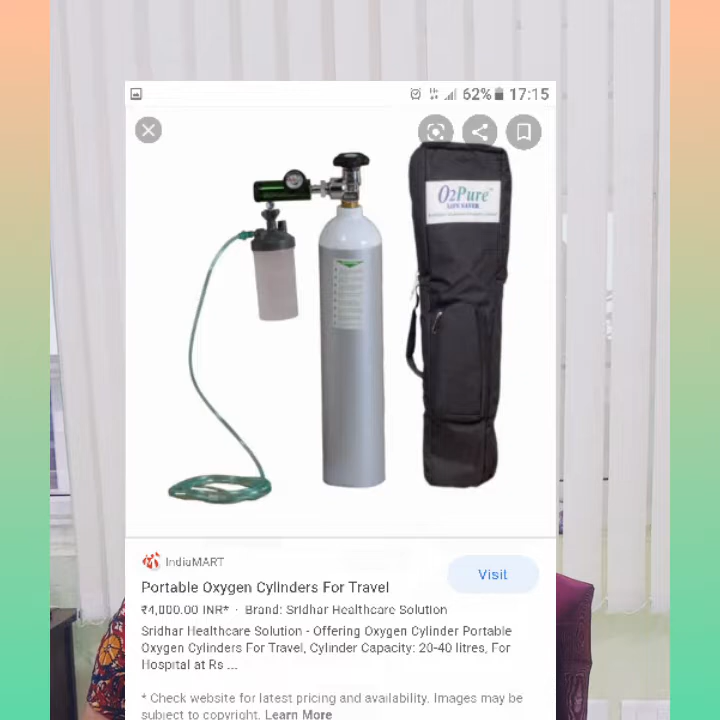 62% 17:15
O2Pure
LIFE SAVER
IndiaMART
Portable Oxygen Cylinders For Travel
Visit
₹4,000.00 INR* · Brand: Sridhar Healthcare Solution
Sridhar Healthcare Solution - Offering Oxygen Cylinder Portable
Oxygen Cylinders For Travel, Cylinder Capacity: 20-40 litres, For
Hospital at Rs ...
* Check website for latest pricing and availability. Images may be
subject to copyright. Learn More